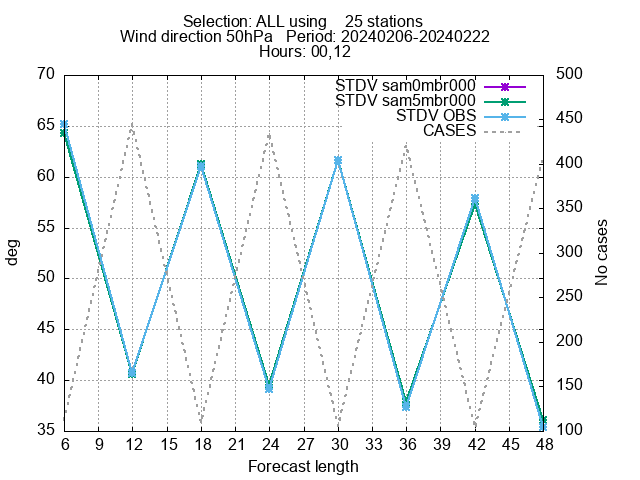 Selection: ALL using    25 stations
Wind direction 50hPa   Period: 20240206-20240222
Hours: 00,12
70 500
STDV sam0mbr000
STDV sam5mbr000
STDV OBS
CASES
65 450
60 400
55 350
50 300
45 250
40 200
35 150
100
deg
No cases
6 9 12 15 18 21 24 27 30 33 36 39 42 45 48
Forecast length